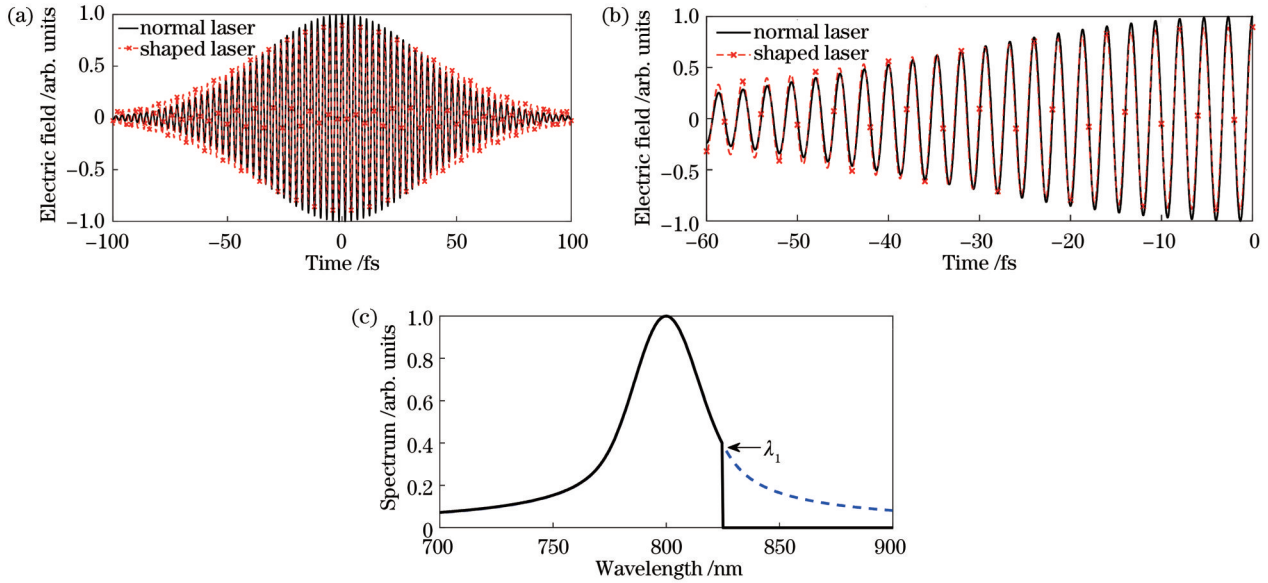 (a)
Electric field /arb. units
1.0
0.5
0
−0.5
−1.0
normal laser
shaped laser
−100
−50
0
50
100
Time /fs
(b)
Electric field /arb. units
1.0
0.5
0
−0.5
−1.0
normal laser
shaped laser
−60
−50
−40
−30
−20
−10
0
Time /fs
(c)
Spectrum /arb. units
1.0
0.8
0.6
0.4
0.2
0
λ₁
700
750
800
850
900
Wavelength /nm